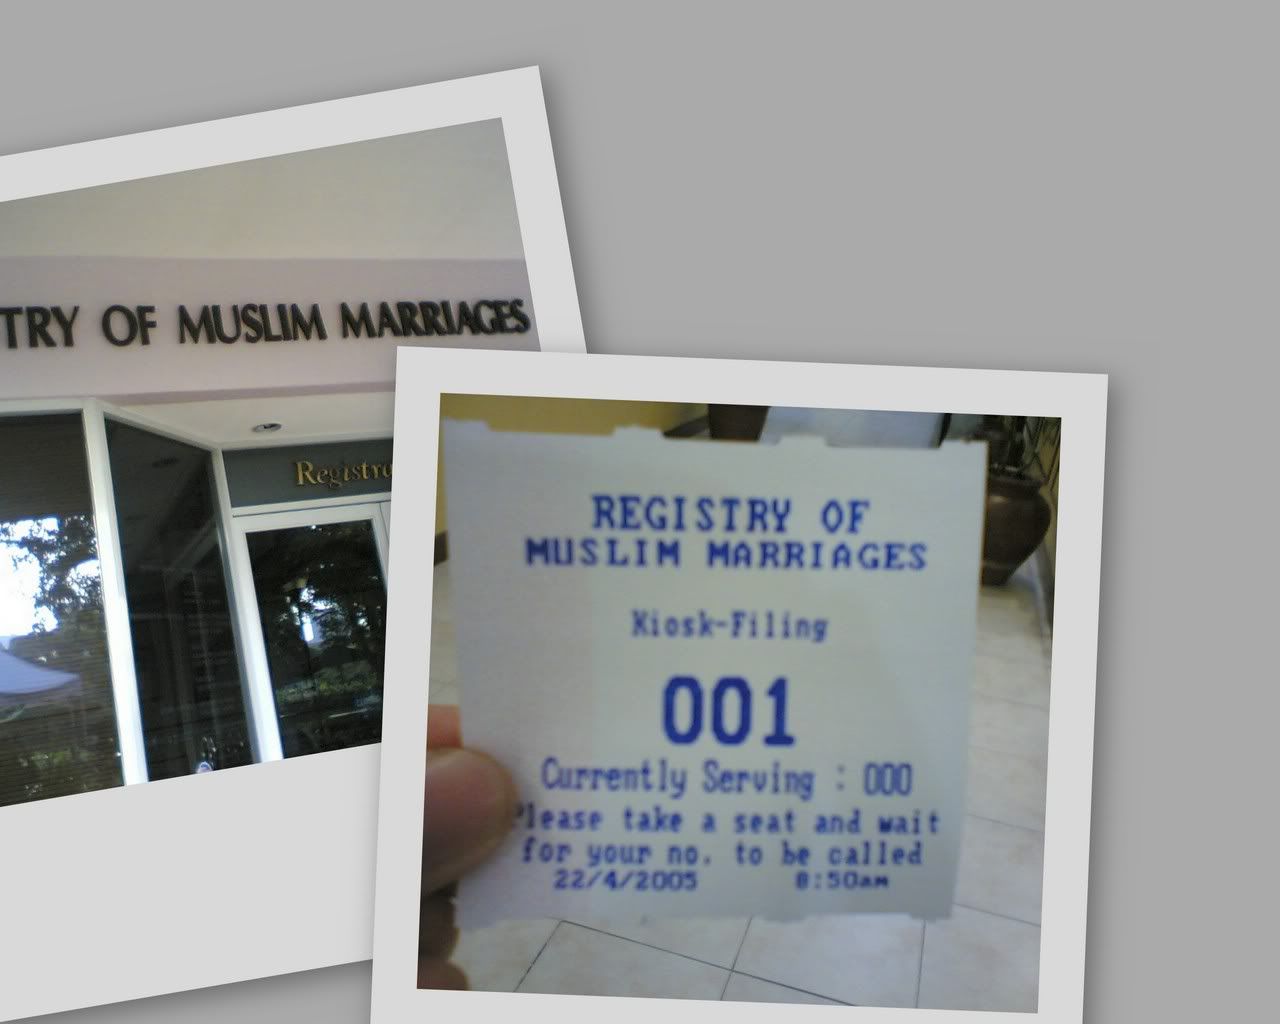 TRY OF MUSLIM MARRIAGES
Registra
REGISTRY OF
MUSLIM MARRIAGES
Kiosk-Filing
001
Currently Serving : 000
Please take a seat and wait
for your no. to be called
22/4/2005 8:50am